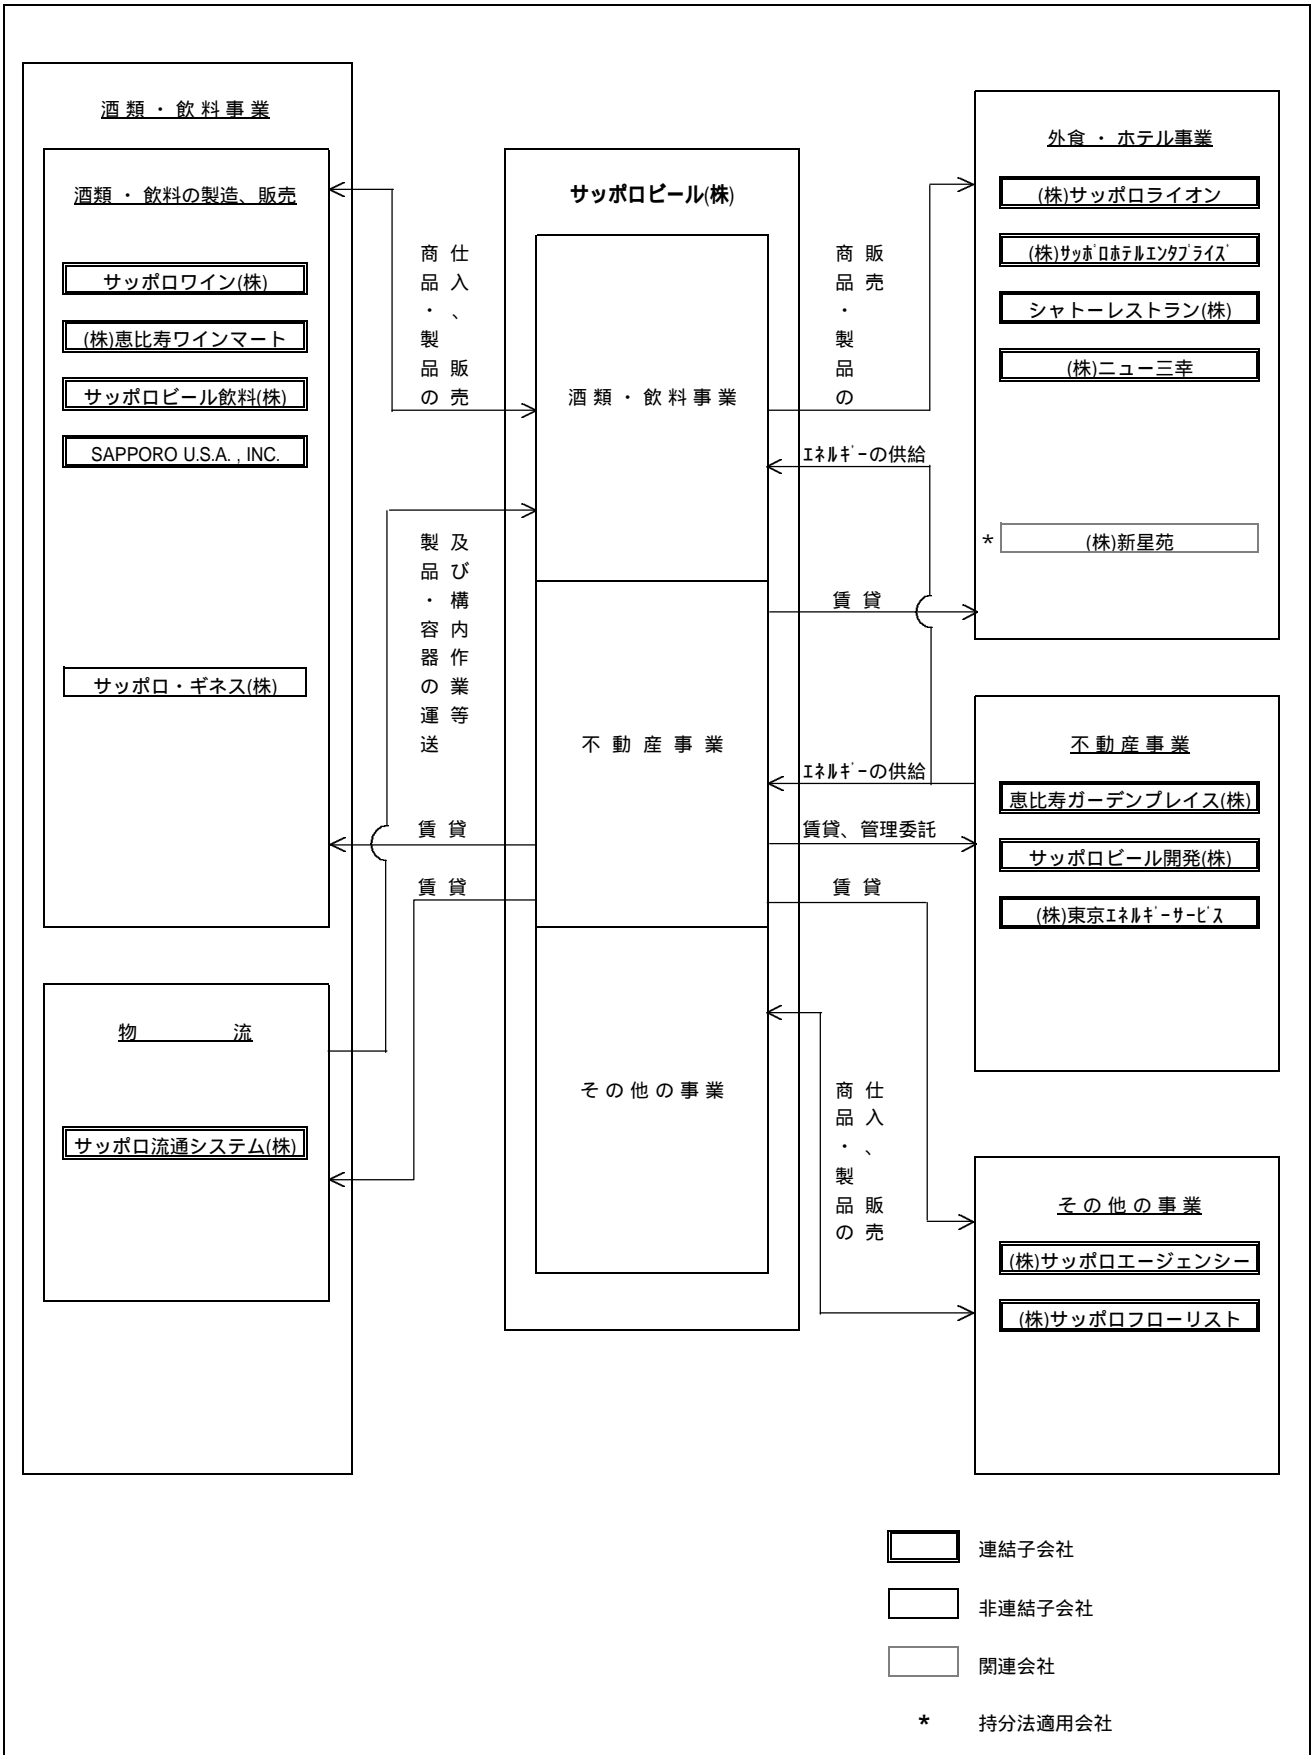 酒類・飲料事業
酒類・飲料の製造、販売
サッポロワイン(株)
(株)恵比寿ワインマート
サッポロビール飲料(株)
SAPPORO U.S.A. , INC.
サッポロ・ギネス(株)
物 流
サッポロ流通システム(株)
商品・製品の
仕入、販売
製品・容器の運送
及び構内作業等
賃貸
賃貸
サッポロビール(株)
酒類・飲料事業
不動産事業
その他の事業
商品・製品の
販売
エネルギーの供給
賃貸
エネルギーの供給
賃貸、管理委託
賃貸
商品・製品の
仕入、販売
外食・ホテル事業
(株)サッポロライオン
(株)ｻｯﾎﾟﾛﾎﾃﾙｴﾝﾀﾌﾟﾗｲｽﾞ
シャトーレストラン(株)
(株)ニュー三幸
* (株)新星苑
不動産事業
恵比寿ガーデンプレイス(株)
サッポロビール開発(株)
(株)東京ｴﾈﾙｷﾞｰｻｰﾋﾞｽ
その他の事業
(株)サッポロエージェンシー
(株)サッポロフローリスト
連結子会社
非連結子会社
関連会社
* 持分法適用会社